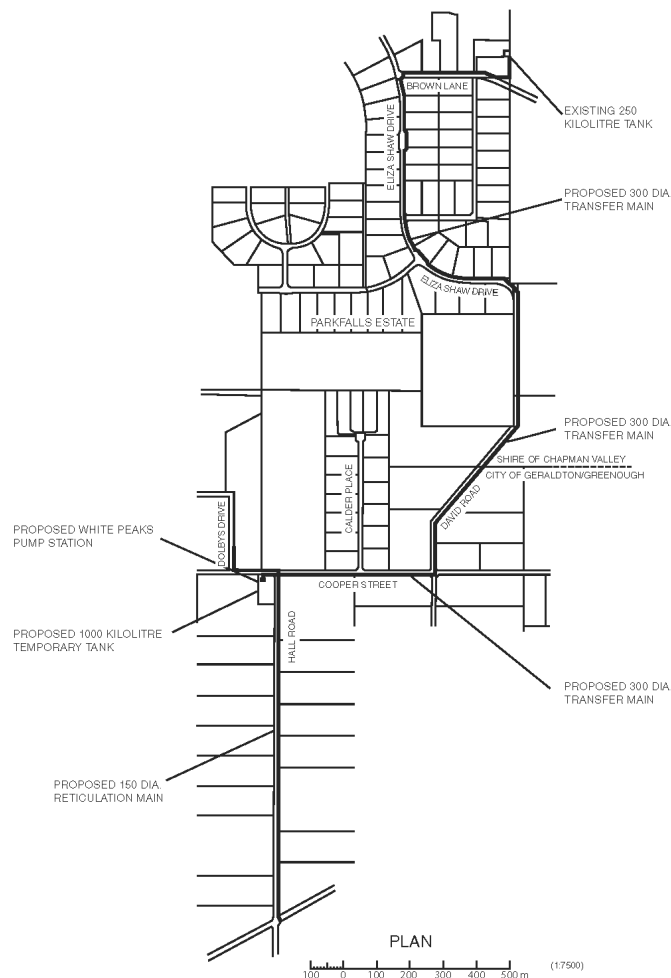 BROWN LANE
ELIZA SHAW DRIVE
EXISTING 250
KILOLITRE TANK
PROPOSED 300 DIA.
TRANSFER MAIN
ELIZA SHAW DRIVE
PARKFALLS ESTATE
PROPOSED 300 DIA.
TRANSFER MAIN
SHIRE OF CHAPMAN VALLEY
CITY OF GERALDTON/GREENOUGH
CALDER PLACE
DAVID ROAD
DOLBYS DRIVE
PROPOSED WHITE PEAKS
PUMP STATION
COOPER STREET
PROPOSED 1000 KILOLITRE
TEMPORARY TANK
HALL ROAD
PROPOSED 300 DIA.
TRANSFER MAIN
PROPOSED 150 DIA.
RETICULATION MAIN
PLAN
100 0 100 200 300 400 500 m
(1:7500)